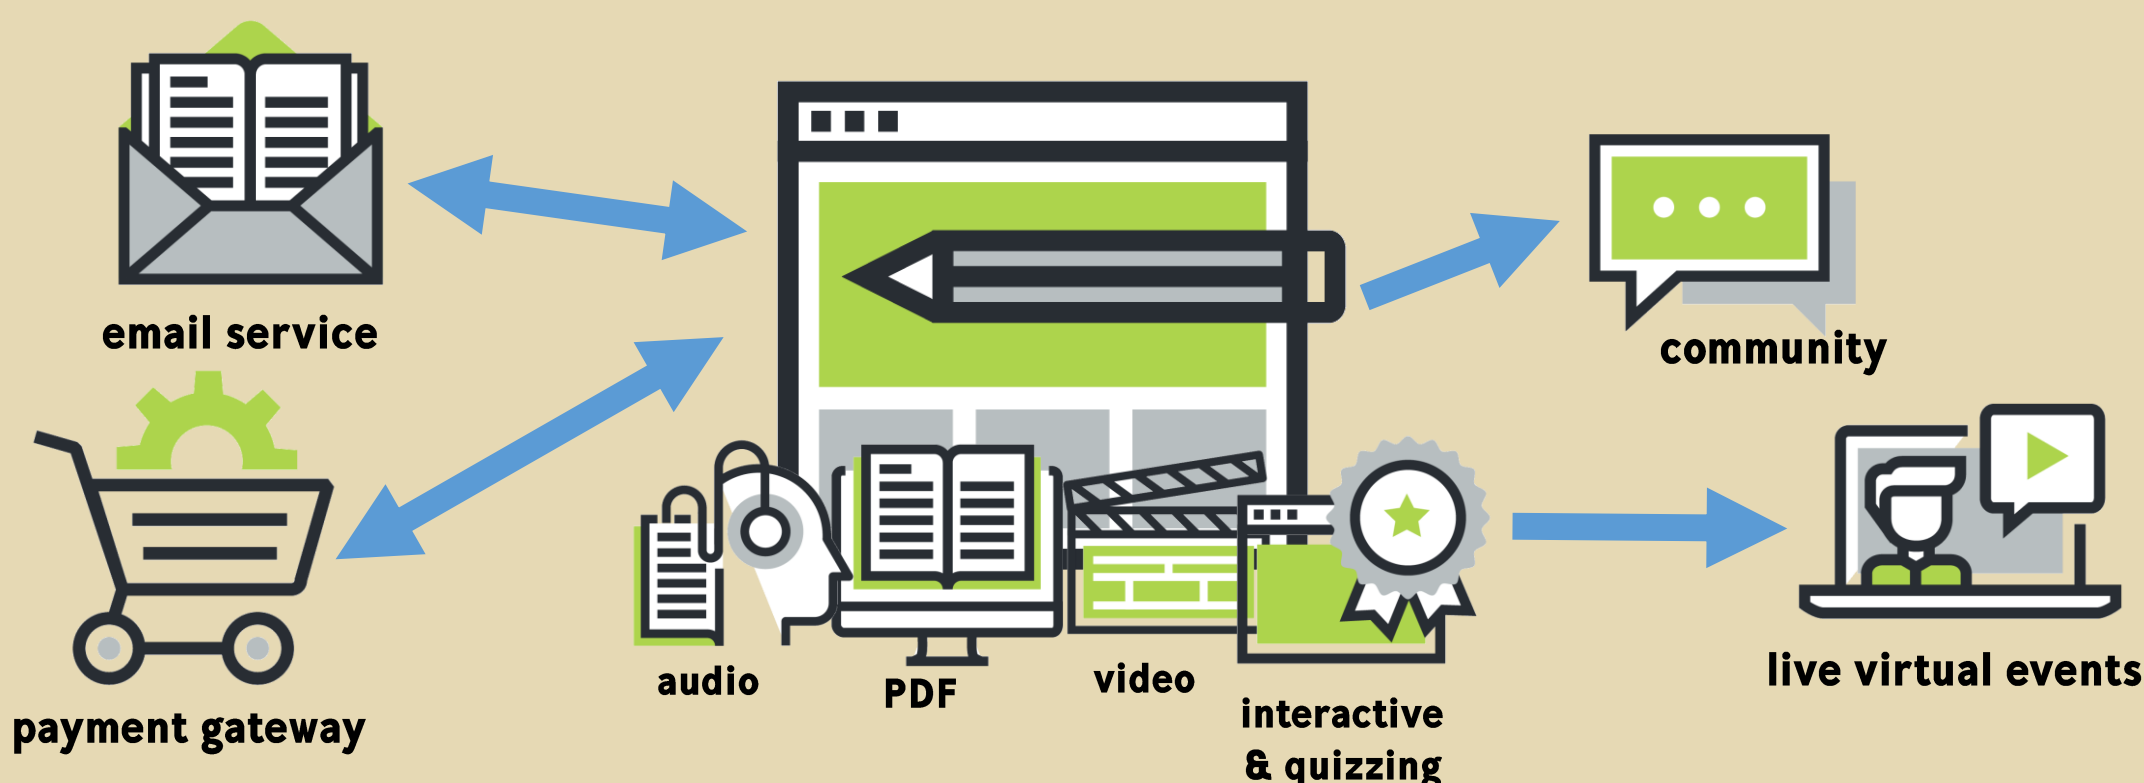 email service
payment gateway
audio
PDF
video
interactive
& quizzing
community
live virtual events